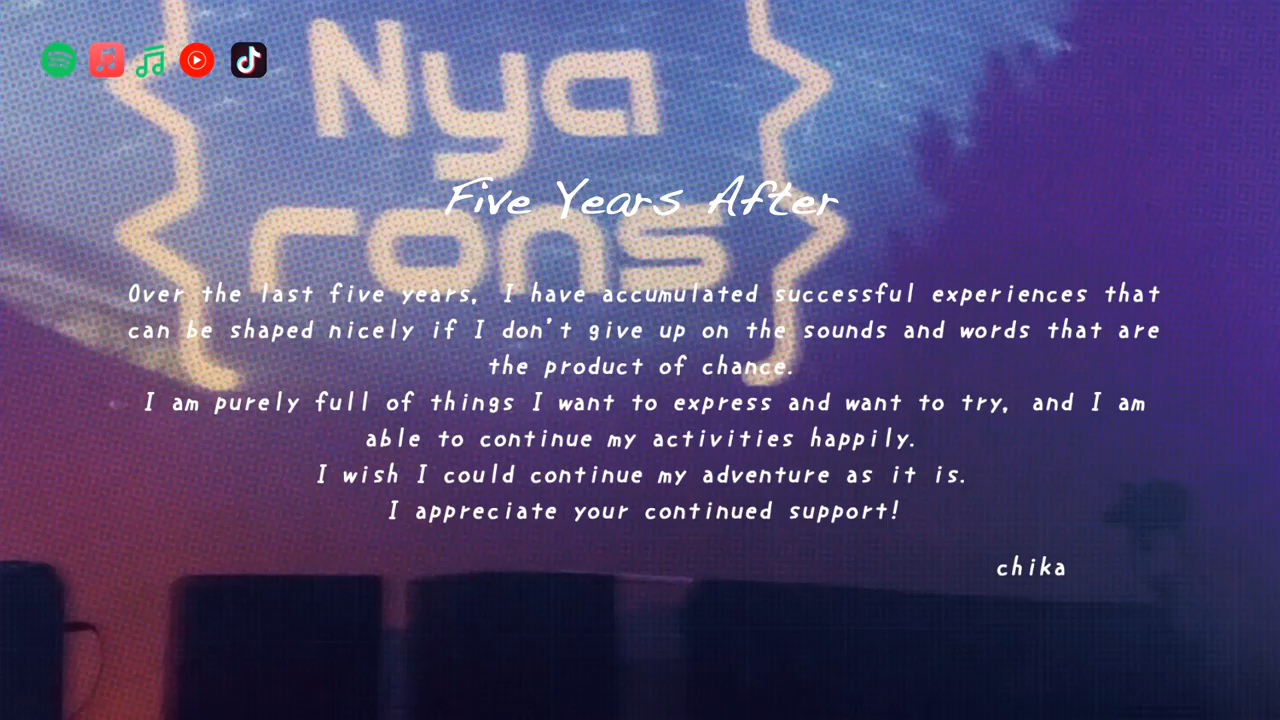 Nya
rons
Five Years After
Over the last five years, I have accumulated successful experiences that
can be shaped nicely if I don't give up on the sounds and words that are
the product of chance.
I am purely full of things I want to express and want to try, and I am
able to continue my activities happily.
I wish I could continue my adventure as it is.
I appreciate your continued support!
chika